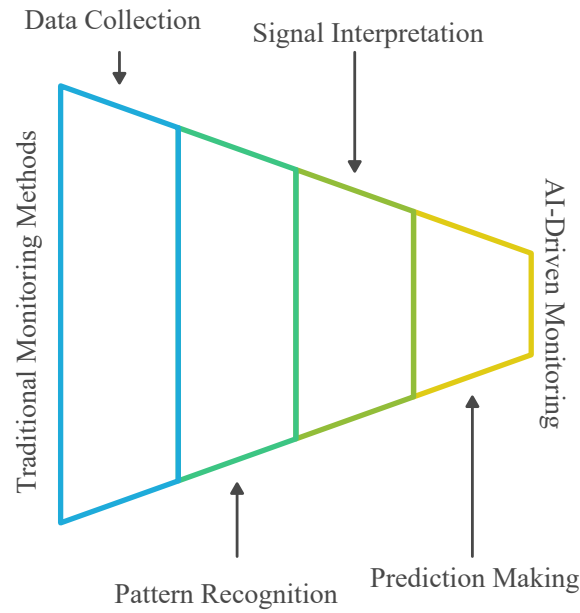 Data Collection
Signal Interpretation
Traditional Monitoring Methods
AI-Driven Monitoring
Pattern Recognition
Prediction Making